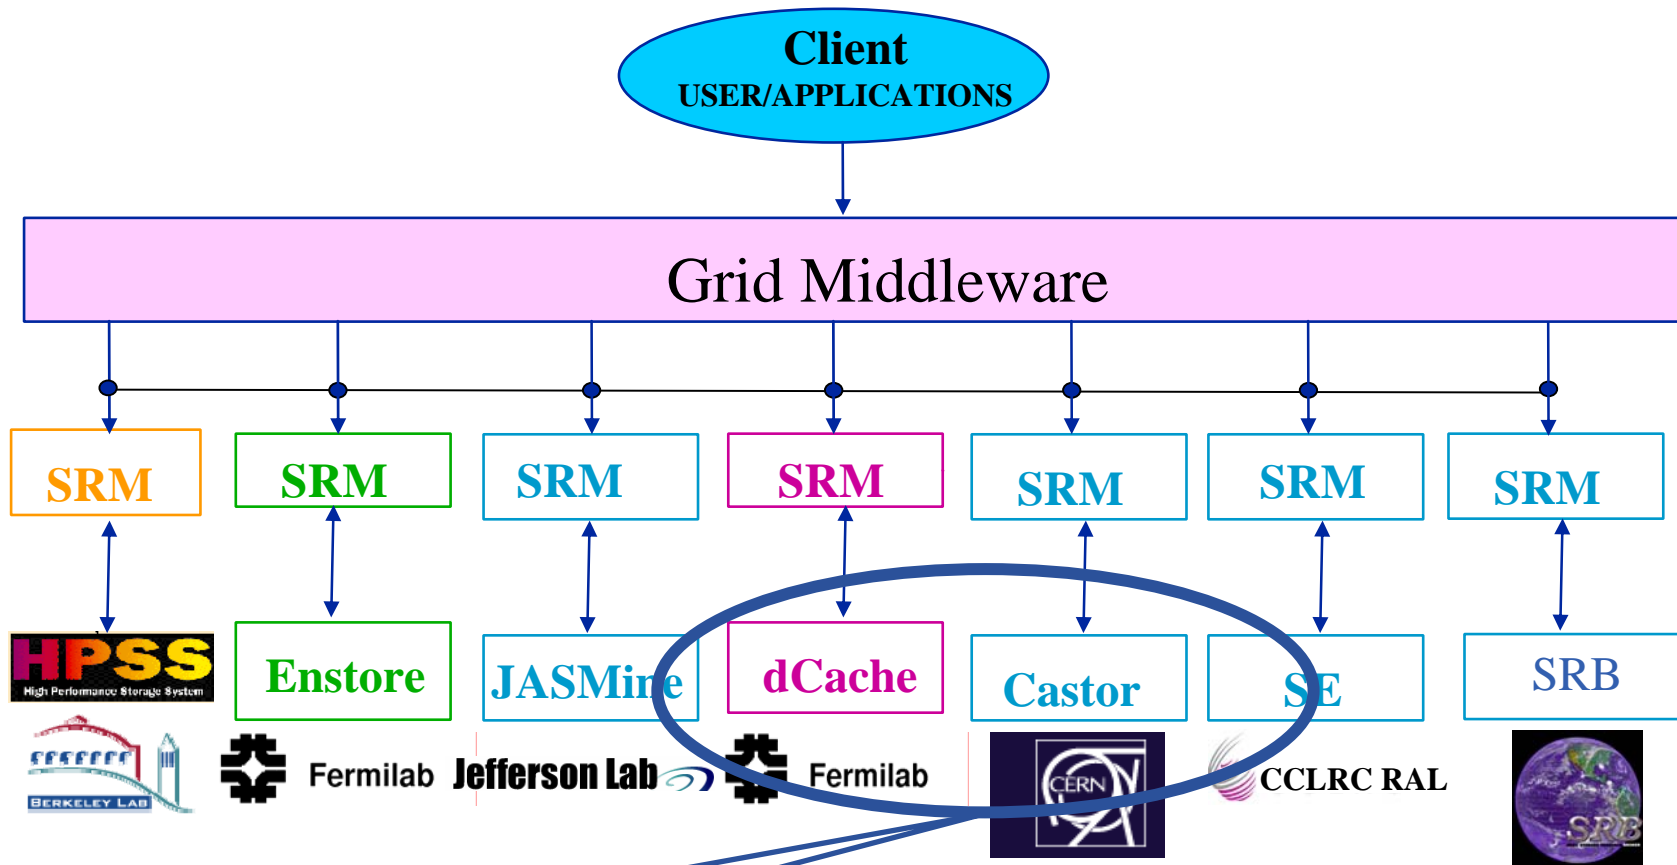 Client
USER/APPLICATIONS
Grid Middleware
SRM SRM SRM SRM SRM SRM SRM
HPSS Enstore JASMine dCache Castor SE SRB
High Performance Storage System
BERKELEY LAB Fermilab Jefferson Lab Fermilab CERN CCLRC RAL SRB